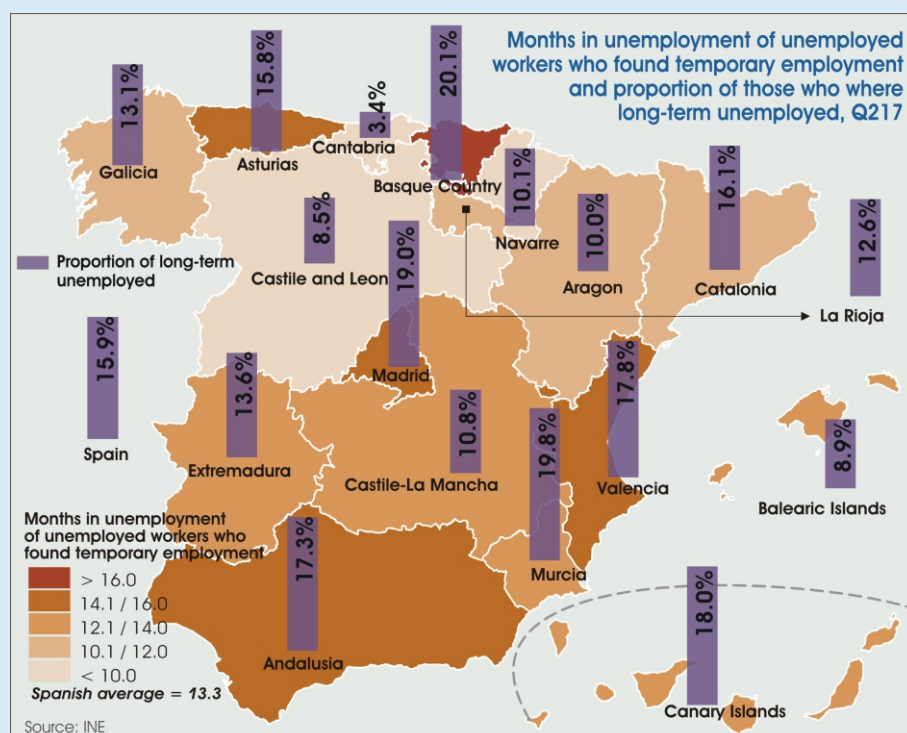 Months in unemployment of unemployed
workers who found temporary employment
and proportion of those who where
long-term unemployed, Q217
13.1%
Galicia
15.8%
Asturias
3.4%
Cantabria
20.1%
Basque Country
10.1%
Navarre
8.5%
Castile and Leon
19.0%
Madrid
10.0%
Aragon
16.1%
Catalonia
12.6%
La Rioja
Proportion of long-term
unemployed
15.9%
Spain
13.6%
Extremadura
10.8%
Castile-La Mancha
17.8%
Valencia
19.8%
Murcia
8.9%
Balearic Islands
17.3%
Andalusia
18.0%
Canary Islands
Months in unemployment
of unemployed workers who
found temporary employment
> 16.0
14.1 / 16.0
12.1 / 14.0
10.1 / 12.0
< 10.0
Spanish average = 13.3
Source: INE